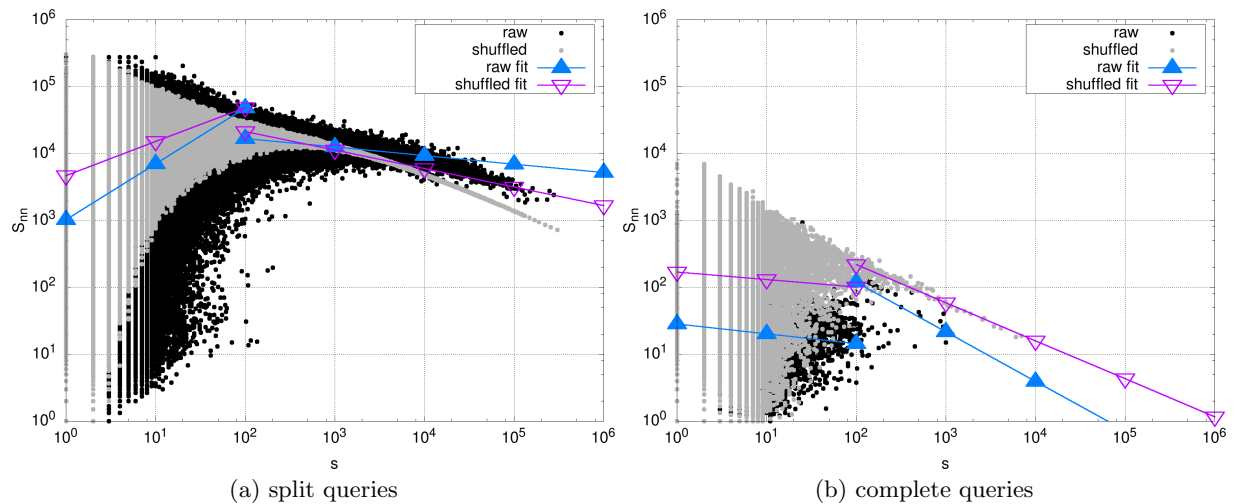 10^6
10^5
10^4
10^3
10^2
10^1
10^0
S_nn
10^0 10^1 10^2 10^3 10^4 10^5 10^6
s
raw
shuffled
raw fit
shuffled fit
(a) split queries
10^6
10^5
10^4
10^3
10^2
10^1
10^0
S_nn
10^0 10^1 10^2 10^3 10^4 10^5 10^6
s
raw
shuffled
raw fit
shuffled fit
(b) complete queries